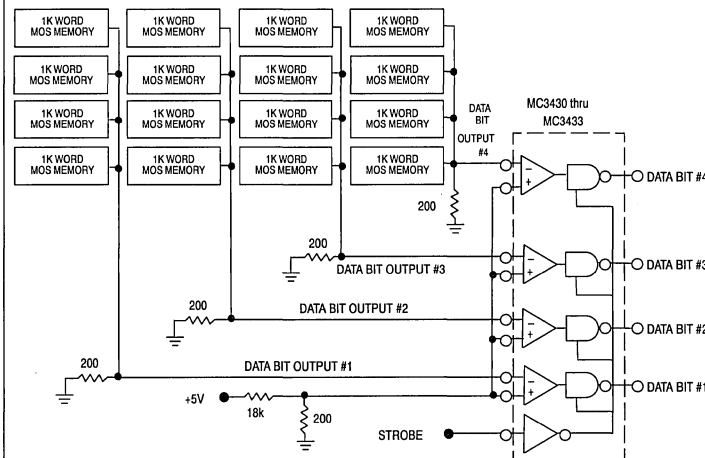 1K WORD
MOS MEMORY
1K WORD
MOS MEMORY
1K WORD
MOS MEMORY
1K WORD
MOS MEMORY
1K WORD
MOS MEMORY
1K WORD
MOS MEMORY
1K WORD
MOS MEMORY
1K WORD
MOS MEMORY
1K WORD
MOS MEMORY
1K WORD
MOS MEMORY
1K WORD
MOS MEMORY
1K WORD
MOS MEMORY
1K WORD
MOS MEMORY
1K WORD
MOS MEMORY
1K WORD
MOS MEMORY
1K WORD
MOS MEMORY
DATA
BIT
OUTPUT
#4
MC3430 thru
MC3433
−
+
DATA BIT #4
200
200
DATA BIT OUTPUT #3
−
+
DATA BIT #3
200
DATA BIT OUTPUT #2
−
+
DATA BIT #2
200
DATA BIT OUTPUT #1
−
+
DATA BIT #1
+5V
18k
200
STROBE